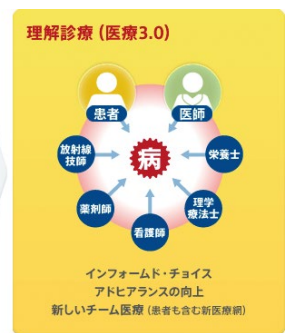 理解診療 (医療3.0)
患者
医師
放射線
技師
病
栄養士
薬剤師
理学
療法士
看護師
インフォームド・チョイス
アドヒアランスの向上
新しいチーム医療 (患者も含む新医療網)